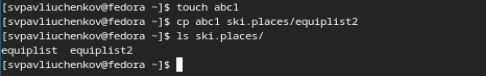 [svpavliuchenkov@fedora ~]$ touch abc1
[svpavliuchenkov@fedora ~]$ cp abc1 ski.places/equiplist2
[svpavliuchenkov@fedora ~]$ ls ski.places/
equiplist  equiplist2
[svpavliuchenkov@fedora ~]$